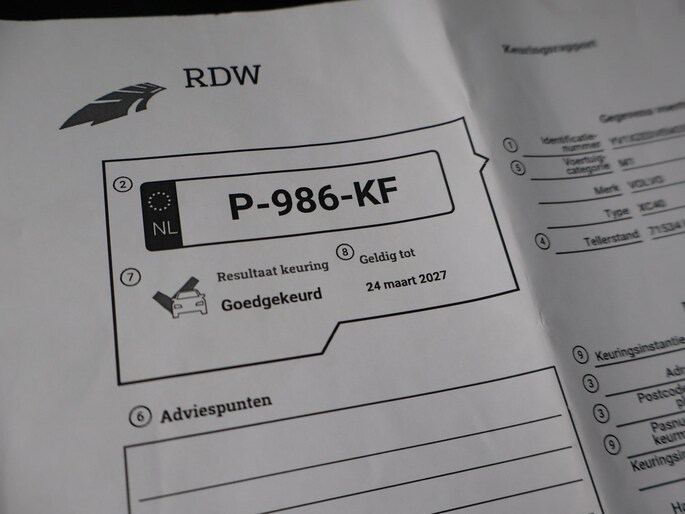 RDW
2
NL
P-986-KF
7
Resultaat keuring
Goedgekeurd
8
Geldig tot
24 maart 2027
6 Adviespunten
Keuringsrapport
1 Identificatie-
nummer
5 Voertuig-
categorie M1
Merk VOLVO
Type XC40
4 Tellerstand 71534
9 Keuringsinstantie
3
3 Postcode
9